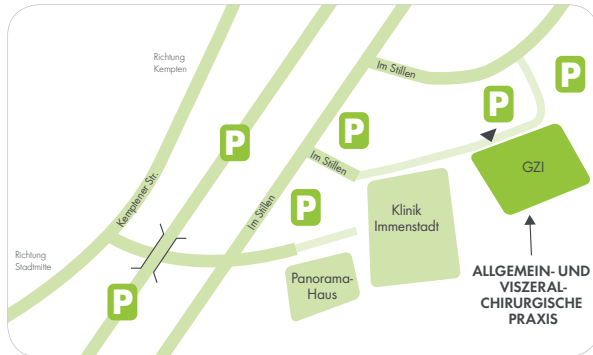 Richtung
Kempten
Im Stillen
P
P
P
P
Kemptener Str.
Im Stillen
GZI
P
Im Stillen
Klinik
Immenstadt
Richtung
Stadtmitte
Panorama-
Haus
P
ALLGEMEIN- UND
VISZERAL-
CHIRURGISCHE
PRAXIS